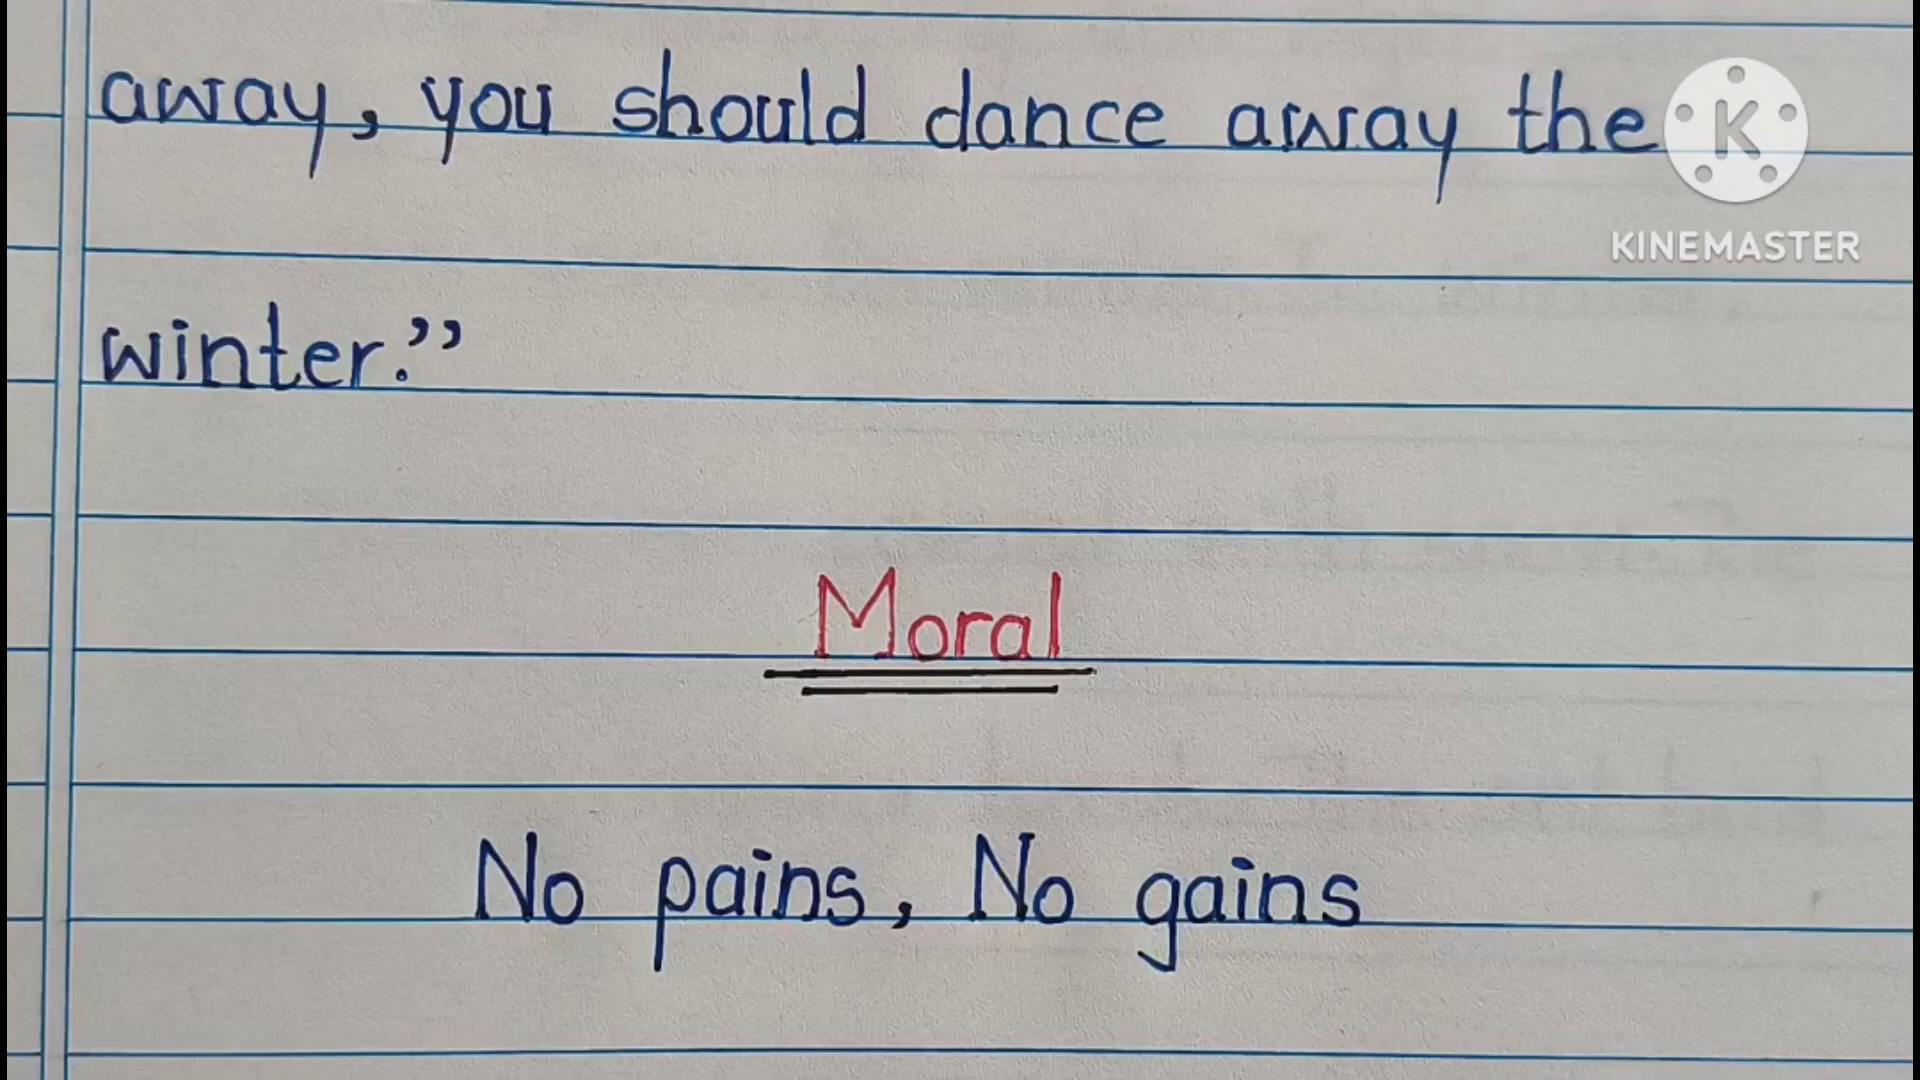 away, you should dance away the
K
KINEMASTER
winter.”
Moral
No pains, No gains